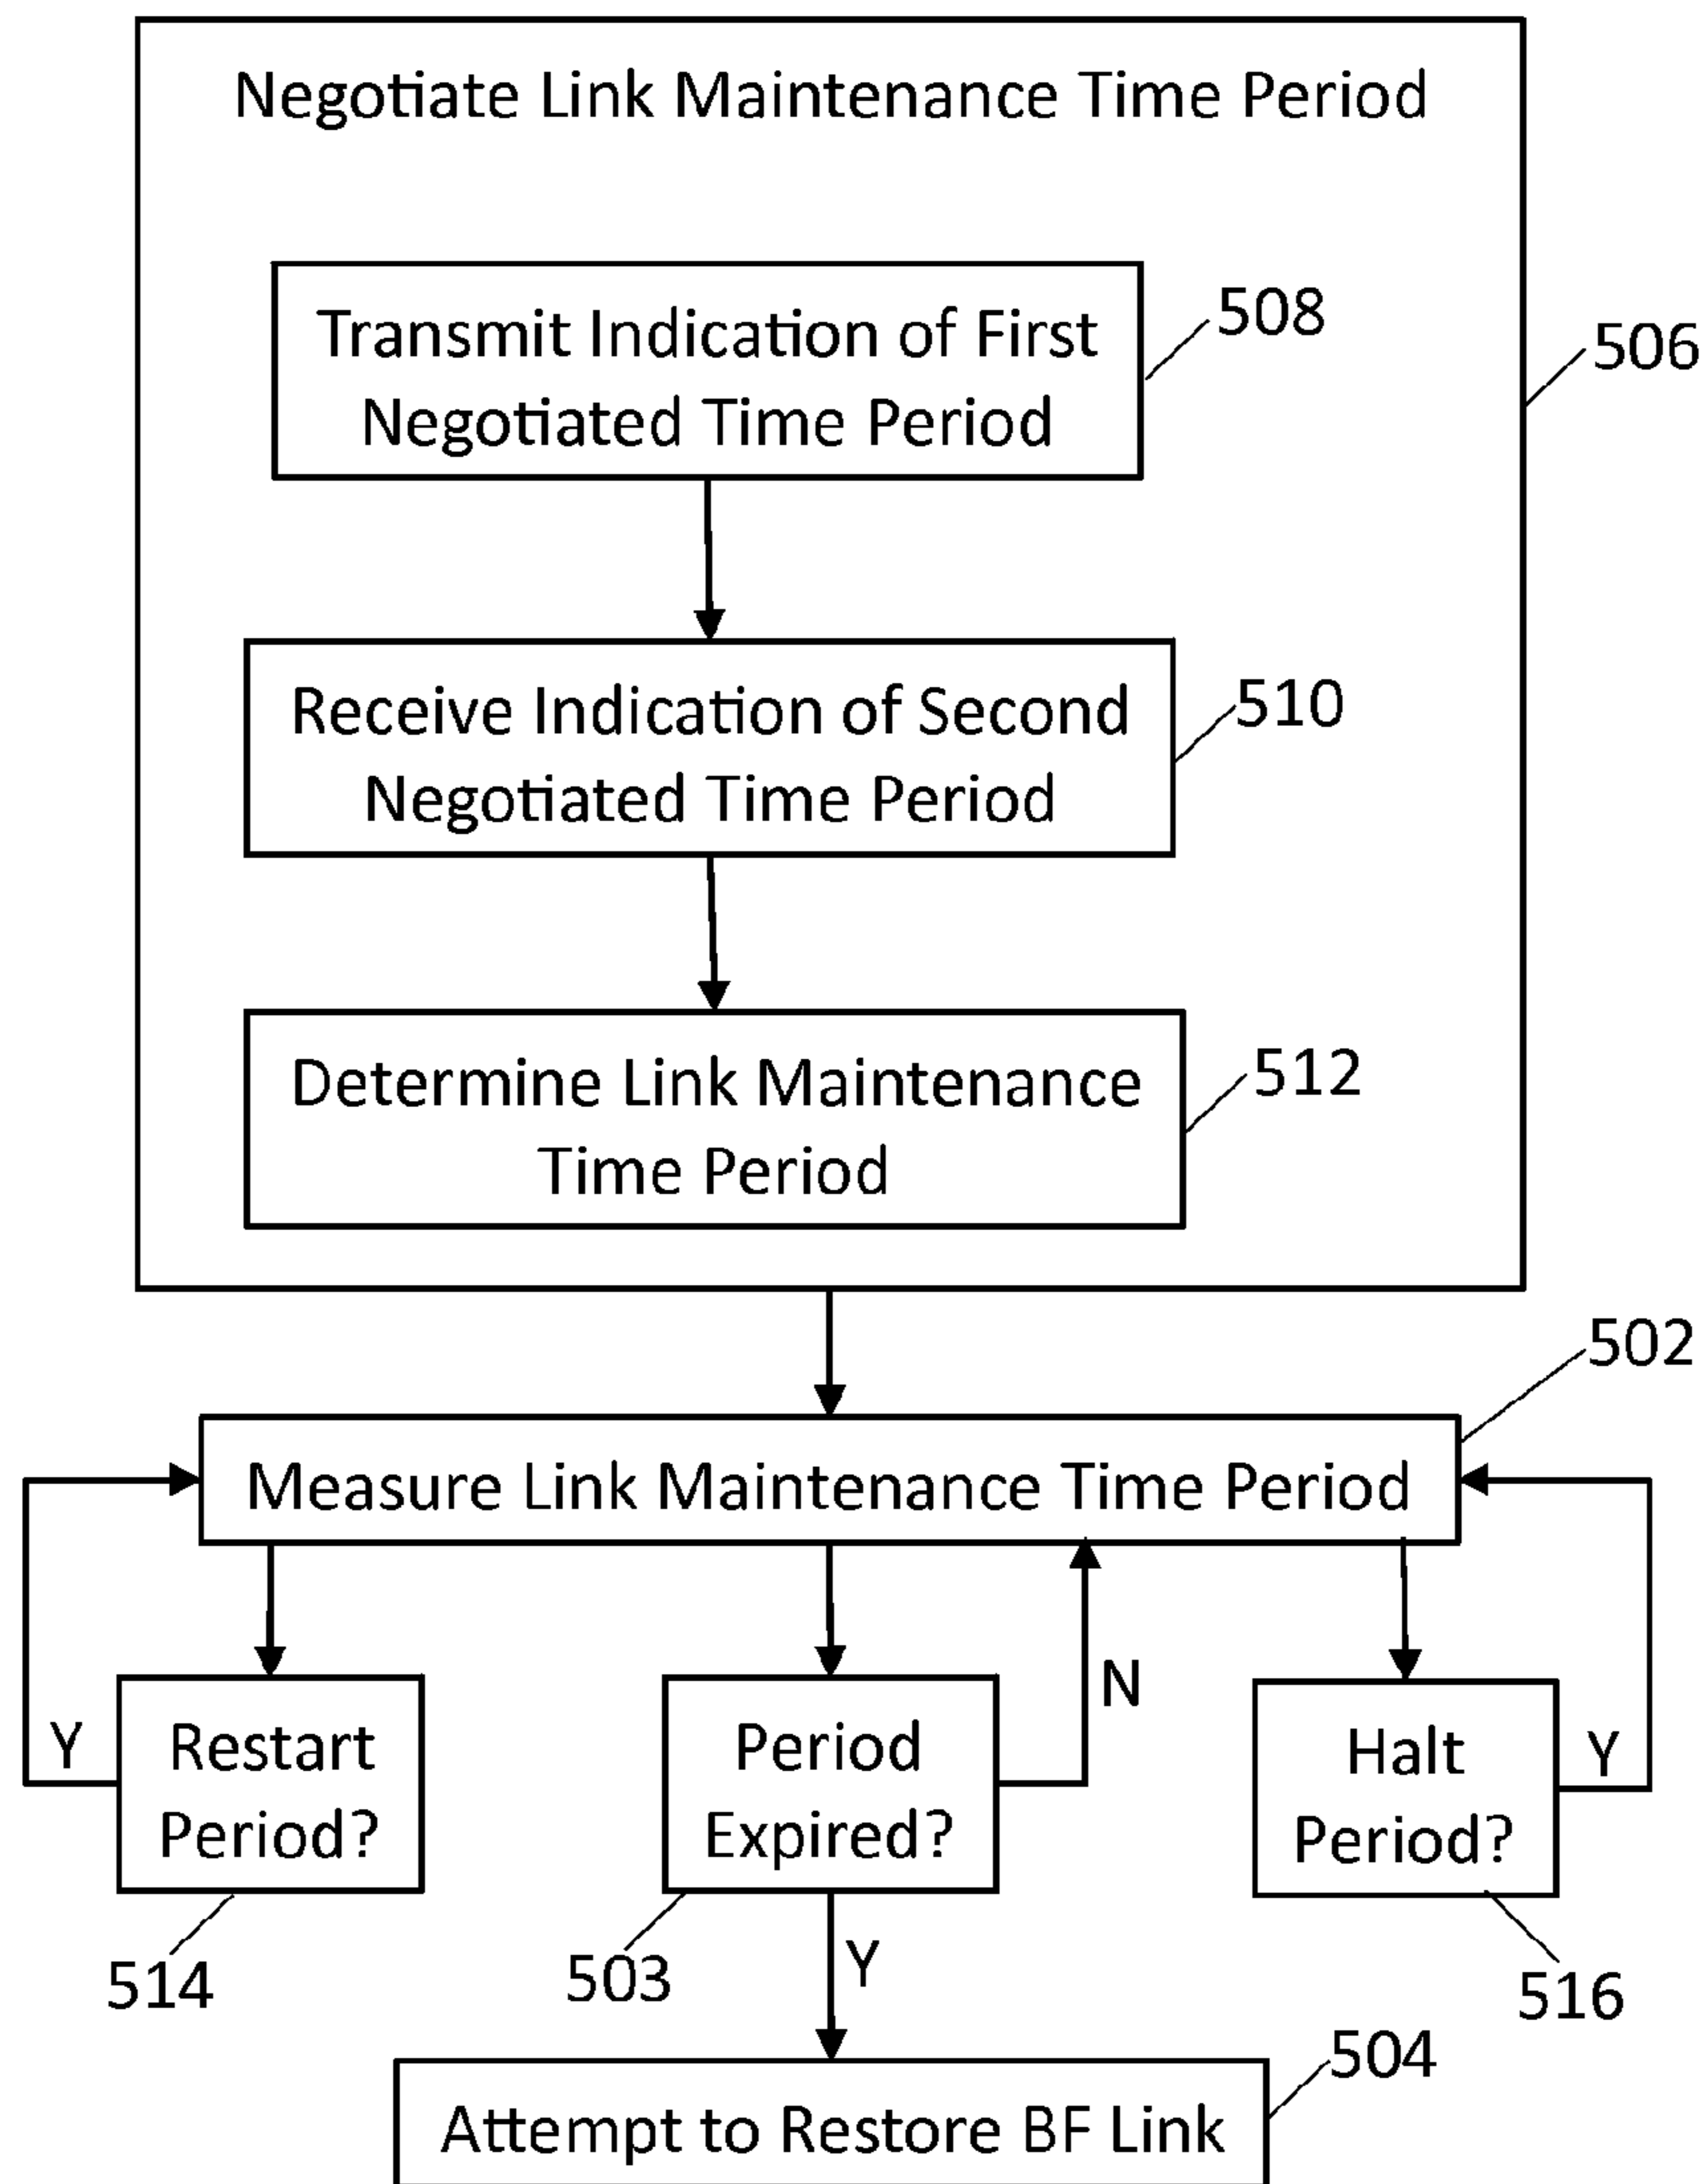 Negotiate Link Maintenance Time Period
Transmit Indication of First
Negotiated Time Period
508
506
Receive Indication of Second
Negotiated Time Period
510
Determine Link Maintenance
Time Period
512
502
Measure Link Maintenance Time Period
Y
Restart
Period?
514
Period
Expired?
N
503
Y
Halt
Period?
Y
516
504
Attempt to Restore BF Link